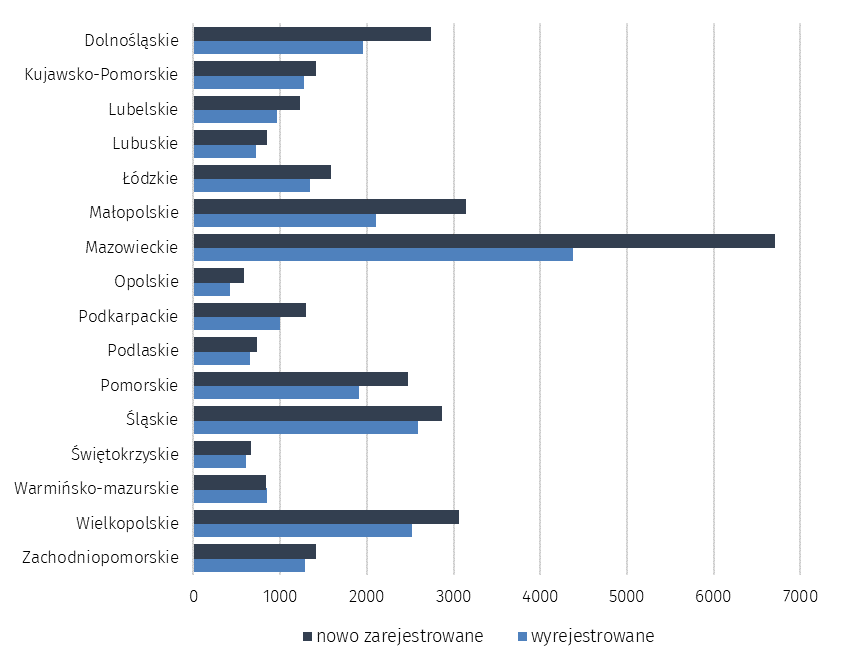 Dolnośląskie
Kujawsko-Pomorskie
Lubelskie
Lubuskie
Łódzkie
Małopolskie
Mazowieckie
Opolskie
Podkarpackie
Podlaskie
Pomorskie
Śląskie
Świętokrzyskie
Warmińsko-mazurskie
Wielkopolskie
Zachodniopomorskie
0 1000 2000 3000 4000 5000 6000 7000
nowo zarejestrowane wyrejestrowane